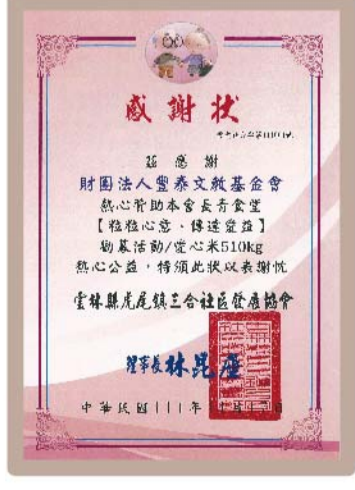 感謝狀
茲感謝
財團法人豐泰文教基金會
熱心贊助本會長青食堂
【粒粒心意、傳達愛益】
勸募活動/愛心米510kg
熱心公益,特頒此狀以表謝忱
雲林縣虎尾鎮三合社區發展協會
理事長林昆
中華民國111年